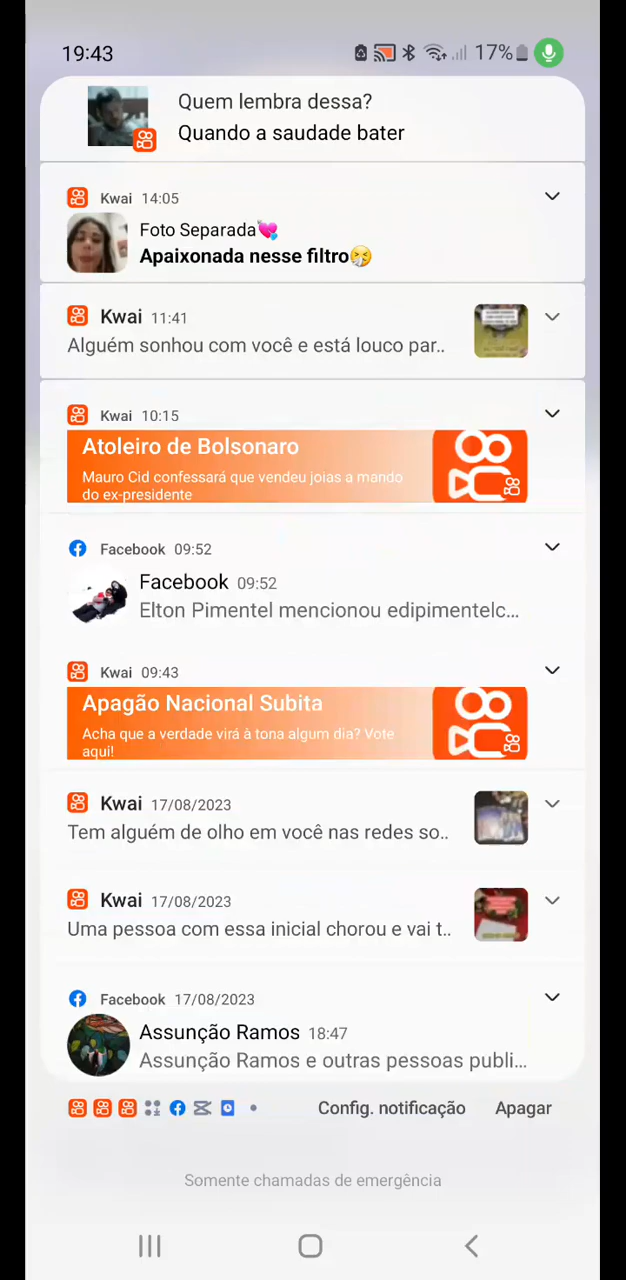 19:43
17%
Quem lembra dessa?
Quando a saudade bater
Kwai 14:05
Foto Separada💘
Apaixonada nesse filtro🤧
Kwai 11:41
Alguém sonhou com você e está louco par..
Kwai 10:15
Atoleiro de Bolsonaro
Mauro Cid confessará que vendeu joias a mando
do ex-presidente
Facebook 09:52
Facebook 09:52
Elton Pimentel mencionou edipimentelc...
Kwai 09:43
Apagão Nacional Subita
Acha que a verdade virá à tona algum dia? Vote
aqui!
Kwai 17/08/2023
Tem alguém de olho em você nas redes so..
Kwai 17/08/2023
Uma pessoa com essa inicial chorou e vai t..
Facebook 17/08/2023
Assunção Ramos 18:47
Assunção Ramos e outras pessoas publi...
Config. notificação Apagar
Somente chamadas de emergência